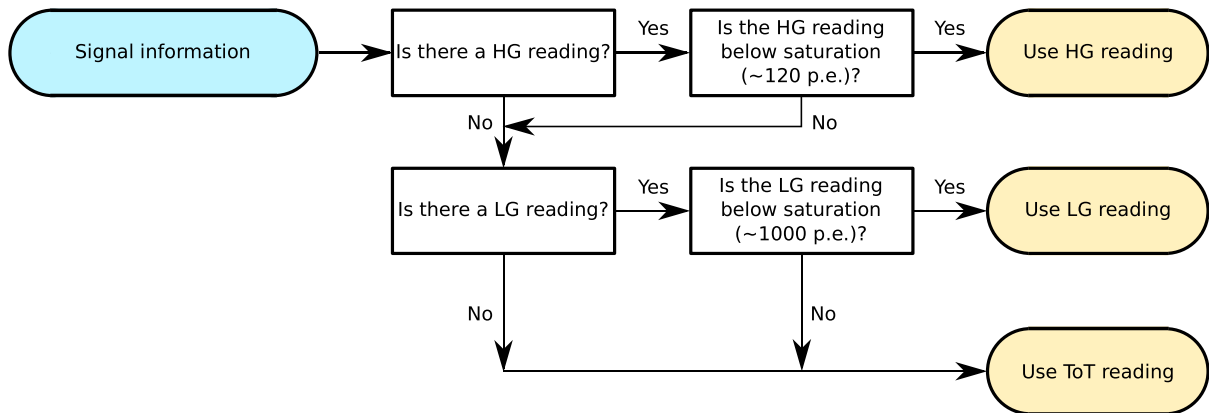 Signal information
Is there a HG reading?
Yes
Is the HG reading
below saturation
(~120 p.e.)?
Yes
Use HG reading
No
No
Is there a LG reading?
Yes
Is the LG reading
below saturation
(~1000 p.e.)?
Yes
Use LG reading
No
No
Use ToT reading